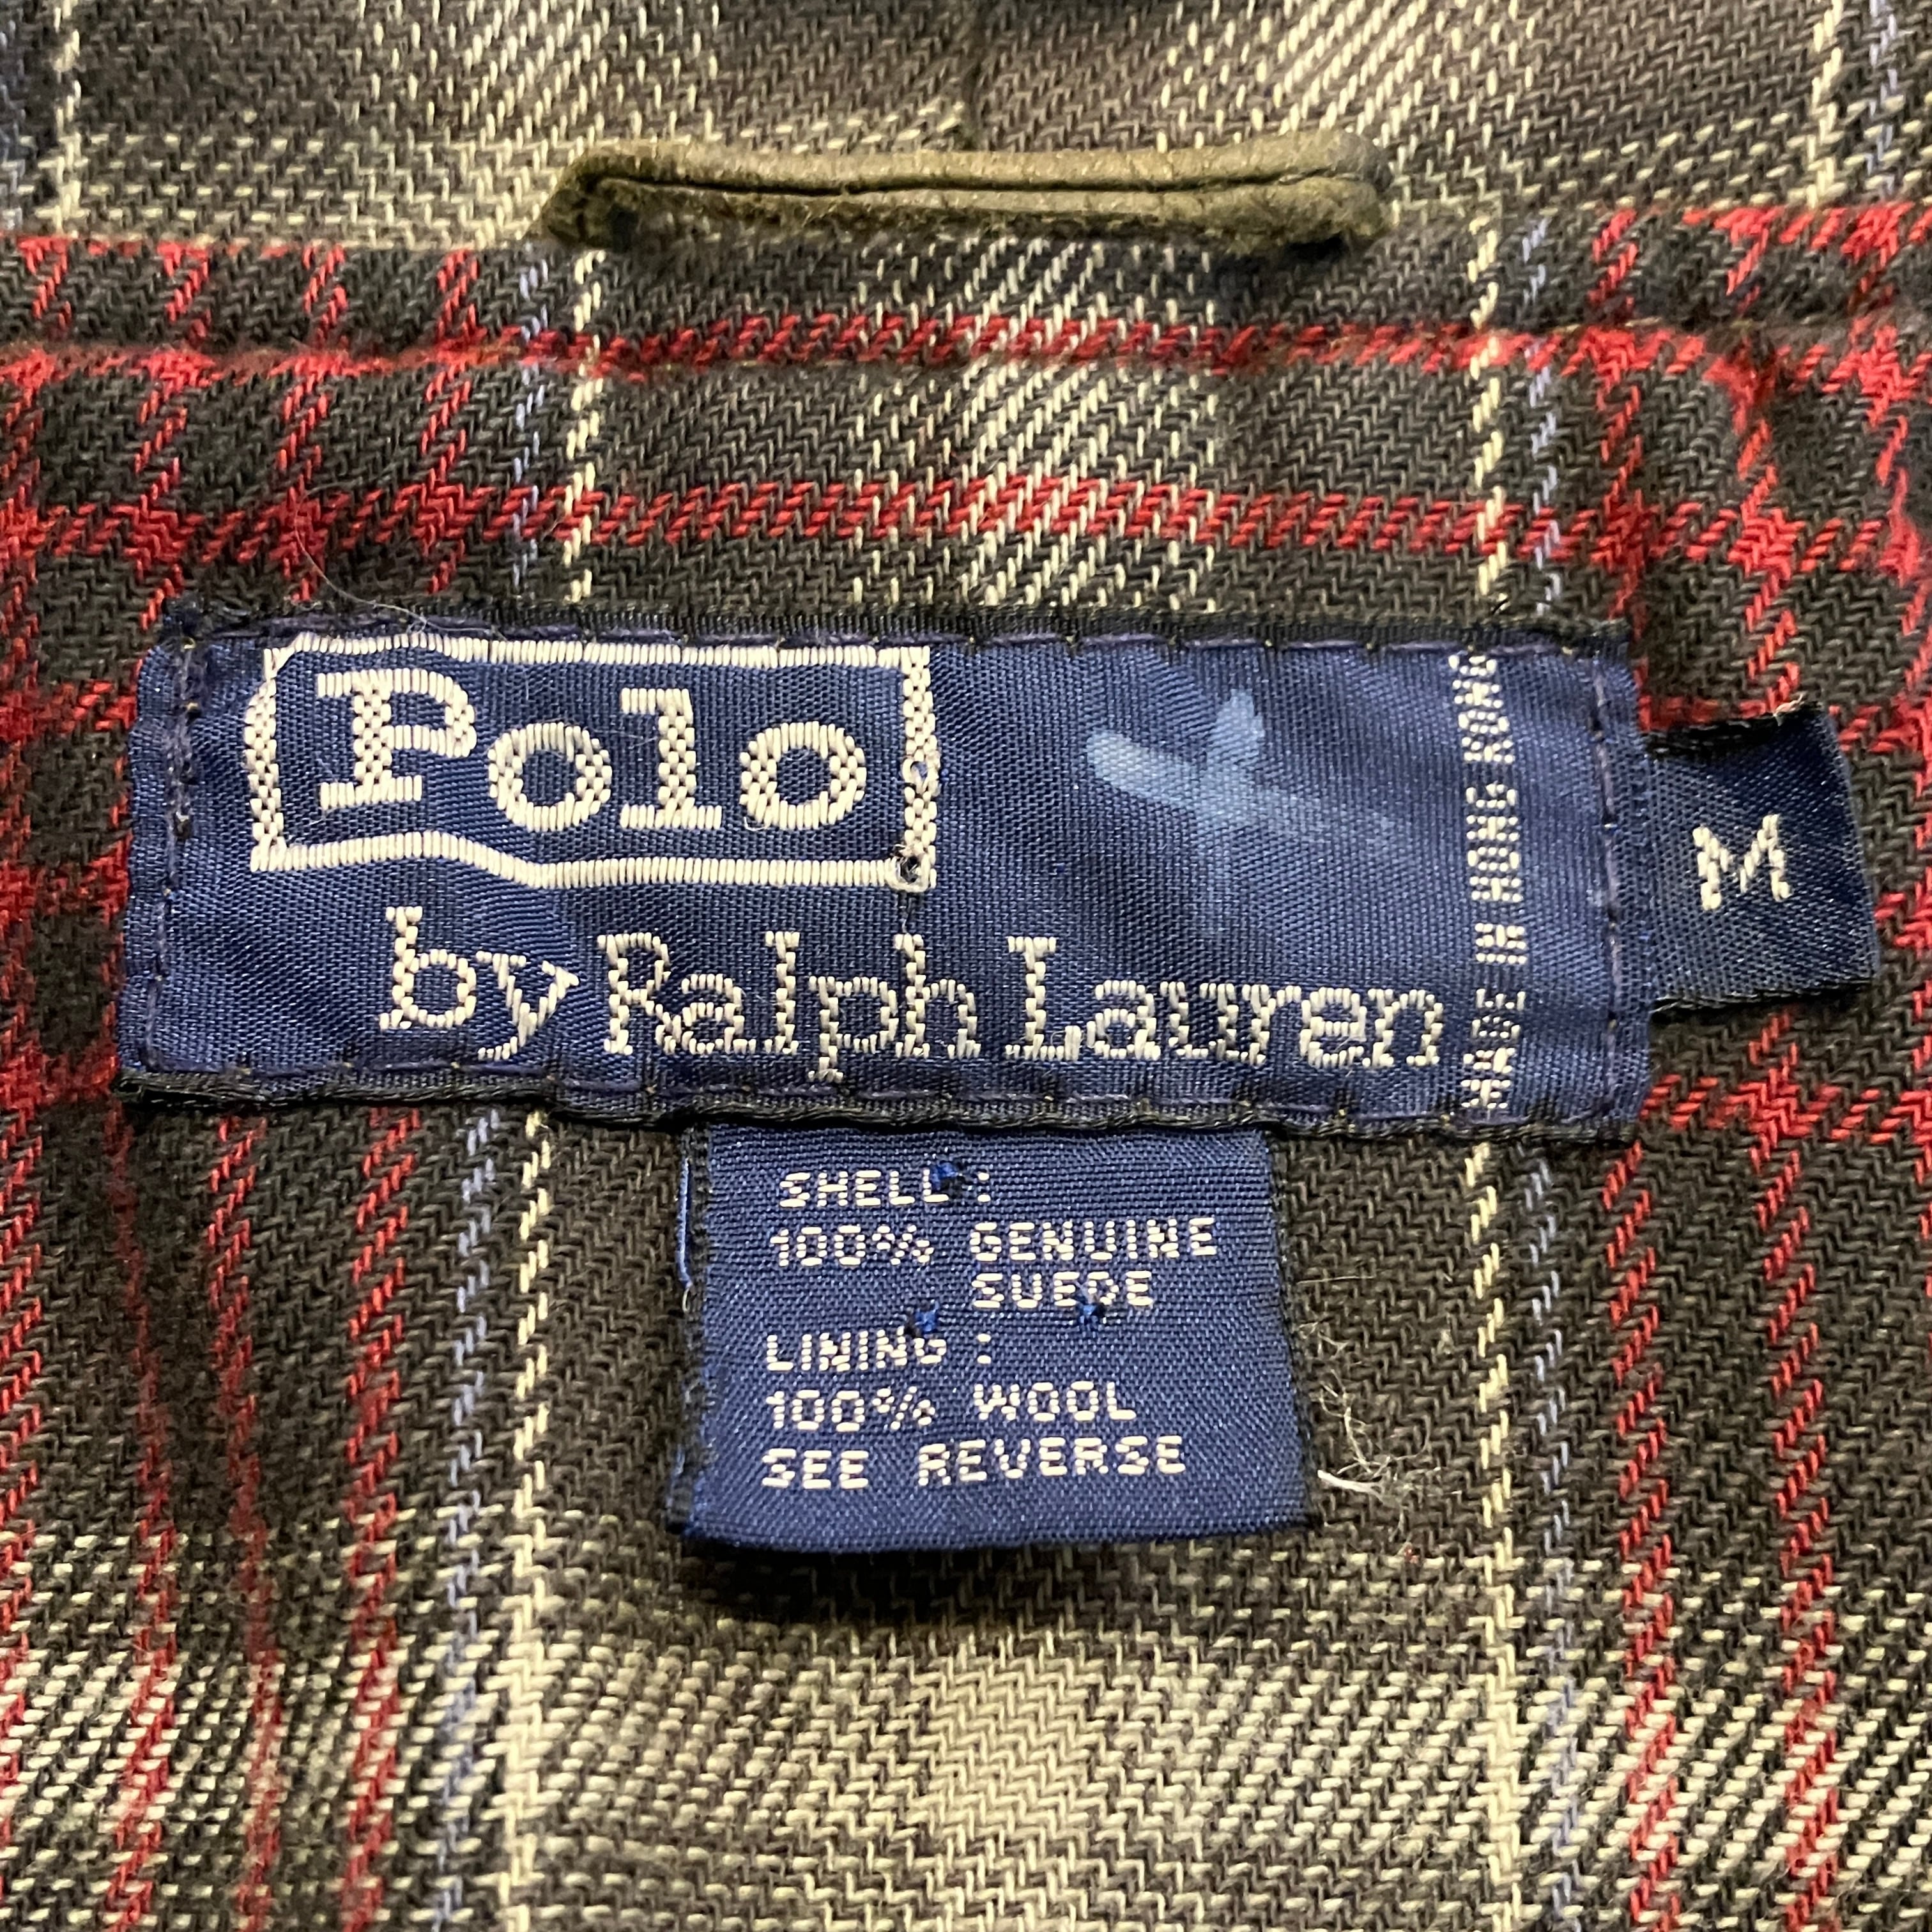 Polo
by Ralph Lauren
MADE IN HONG KONG
M
SHELL :
100% GENUINE
SUEDE
LINING :
100% WOOL
SEE REVERSE